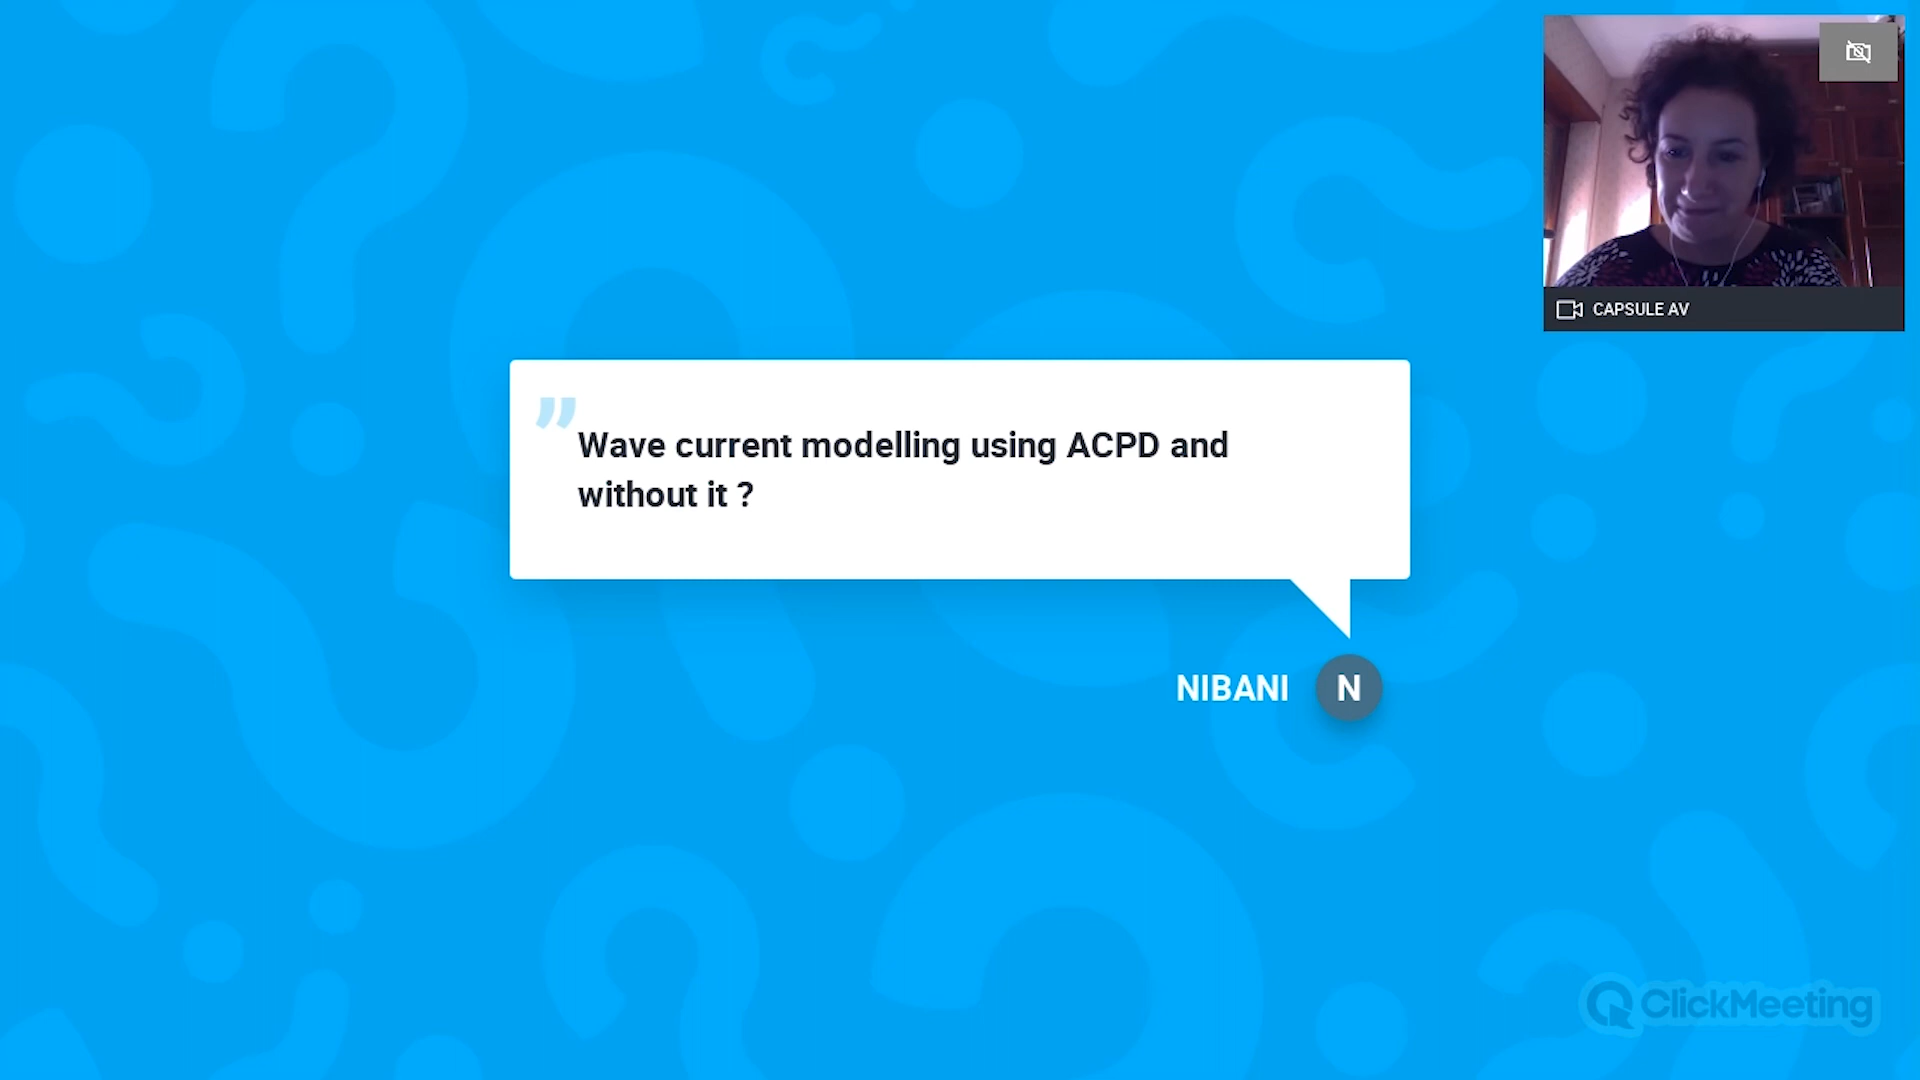 CAPSULE AV
”
Wave current modelling using ACPD and
without it ?
NIBANI
N
ClickMeeting